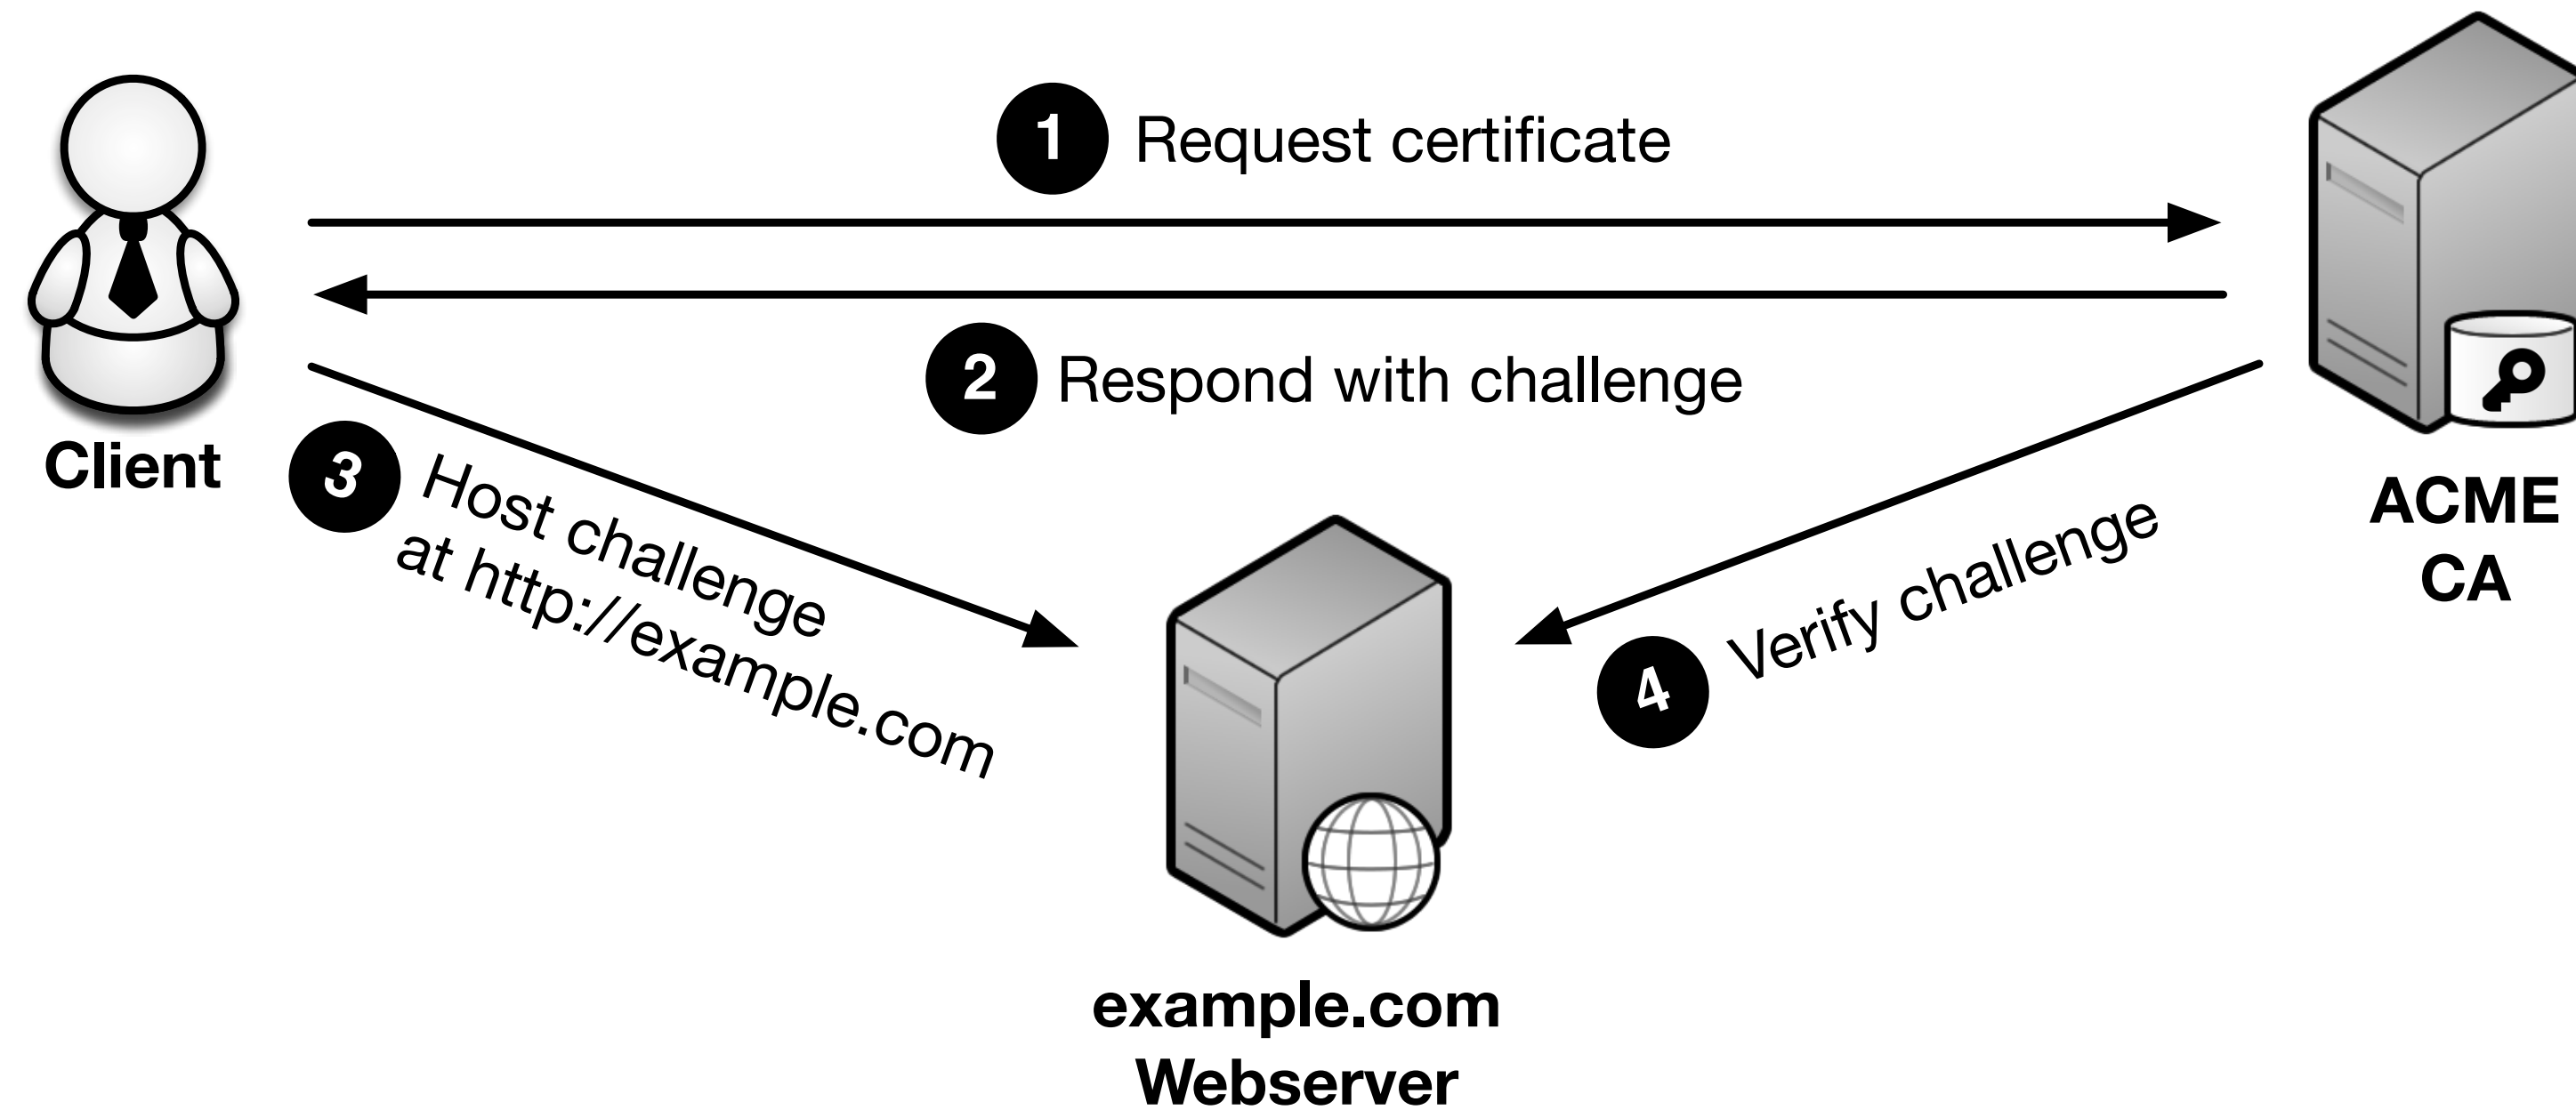 1 Request certificate
2 Respond with challenge
Client
3 Host challenge
at http://example.com
4 Verify challenge
ACME
CA
example.com
Webserver